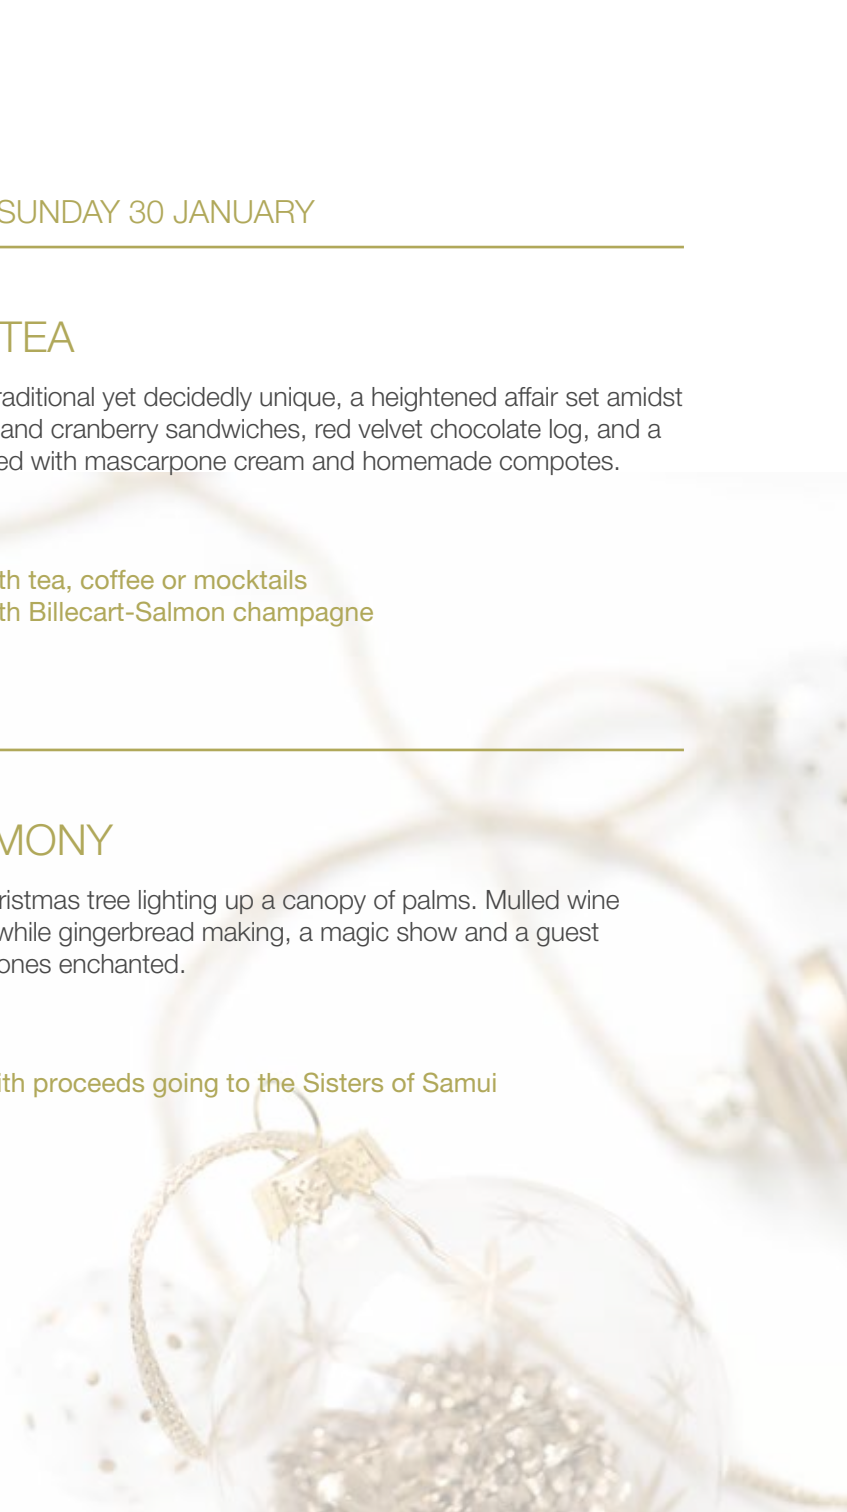 SUNDAY 30 JANUARY
TEA
raditional yet decidedly unique, a heightened affair set amidst
and cranberry sandwiches, red velvet chocolate log, and a
ed with mascarpone cream and homemade compotes.
th tea, coffee or mocktails
th Billecart-Salmon champagne
MONY
ristmas tree lighting up a canopy of palms. Mulled wine
while gingerbread making, a magic show and a guest
ones enchanted.
ith proceeds going to the Sisters of Samui